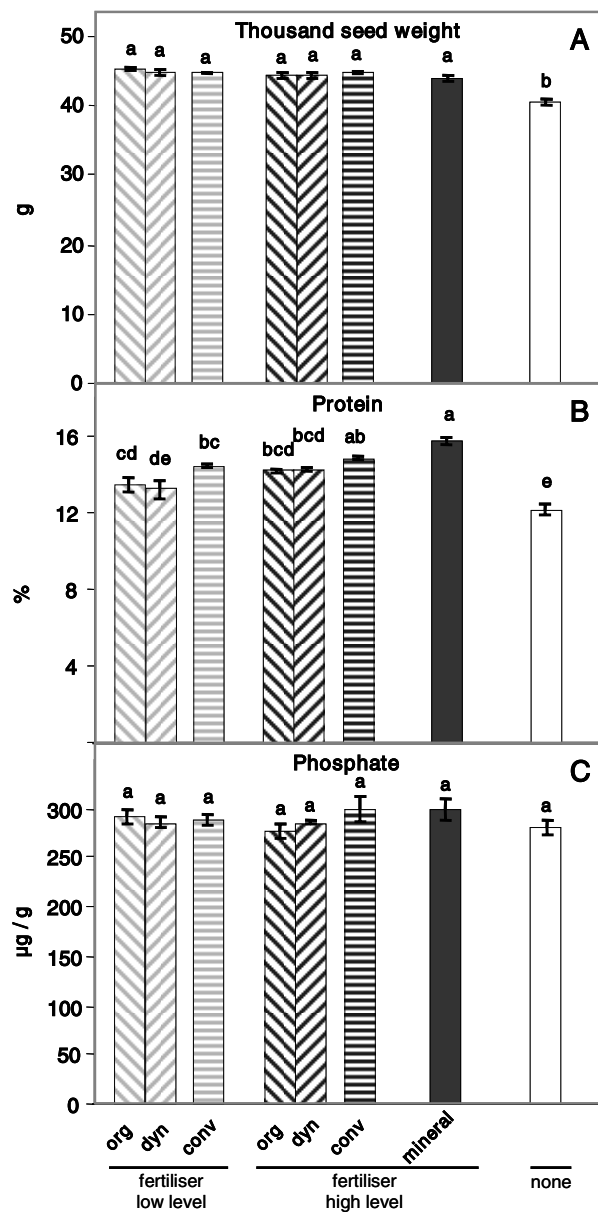 Thousand seed weight
A
50
40
30
20
10
0
g
a a a a a a a b
Protein
B
16
12
8
4
%
cd de bc bcd bcd ab a e
Phosphate
C
300
250
200
150
100
50
0
µg / g
a a a a a a a a
org dyn conv org dyn conv mineral
fertiliser
low level
fertiliser
high level
none